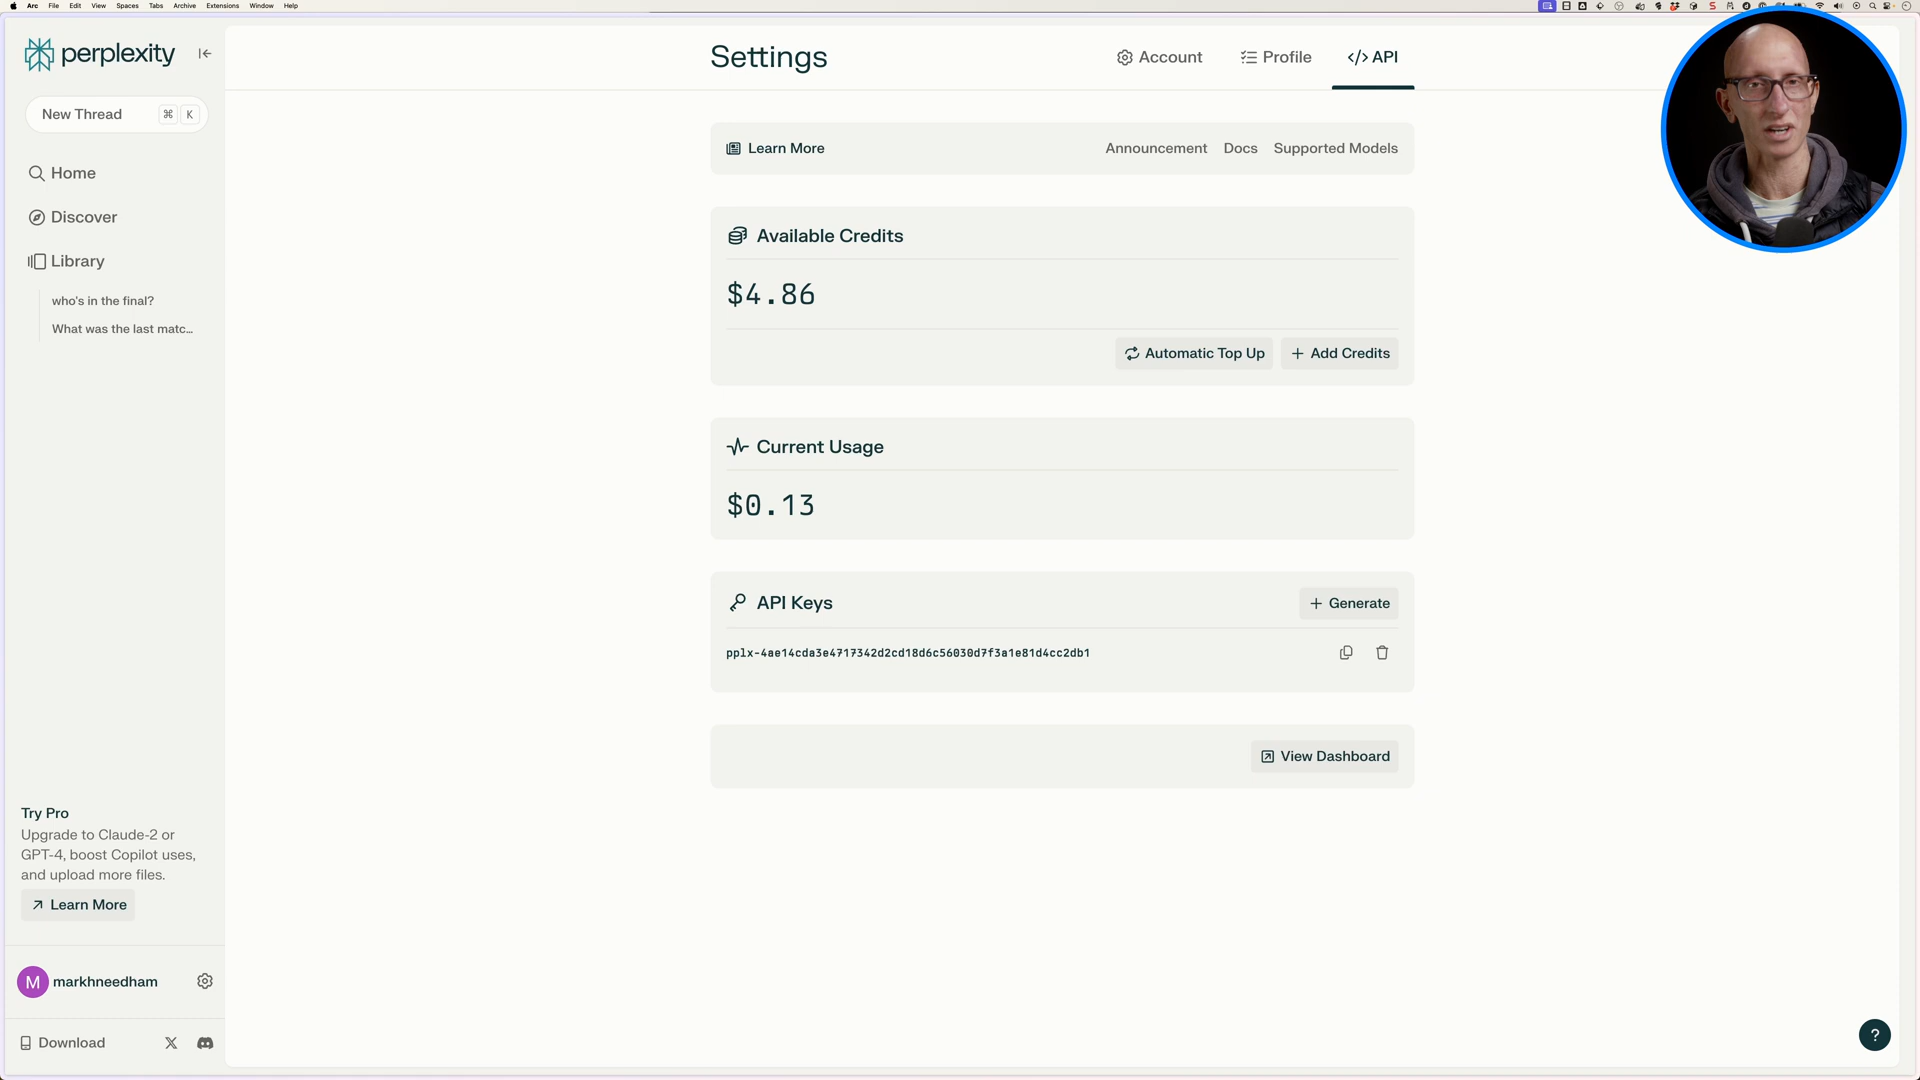 Arc File Edit View Spaces Tabs Archive Extensions Window Help
perplexity
New Thread ⌘ K
Home
Discover
Library
who's in the final?
What was the last matc...
Try Pro
Upgrade to Claude-2 or
GPT-4, boost Copilot uses,
and upload more files.
Learn More
M markhneedham
Download
Settings
Account Profile </> API
Learn More Announcement Docs Supported Models
Available Credits
$4.86
Automatic Top Up + Add Credits
Current Usage
$0.13
API Keys + Generate
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
View Dashboard
?